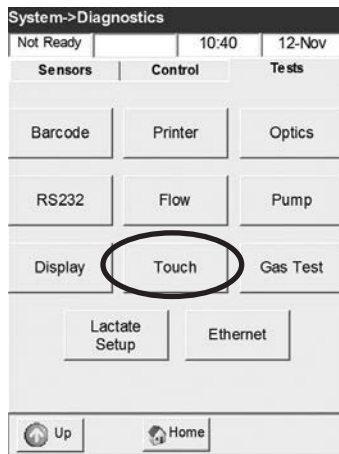 System->Diagnostics
Not Ready 10:40 12-Nov
Sensors Control Tests
Barcode Printer Optics
RS232 Flow Pump
Display Touch Gas Test
Lactate Setup Ethernet
Up Home